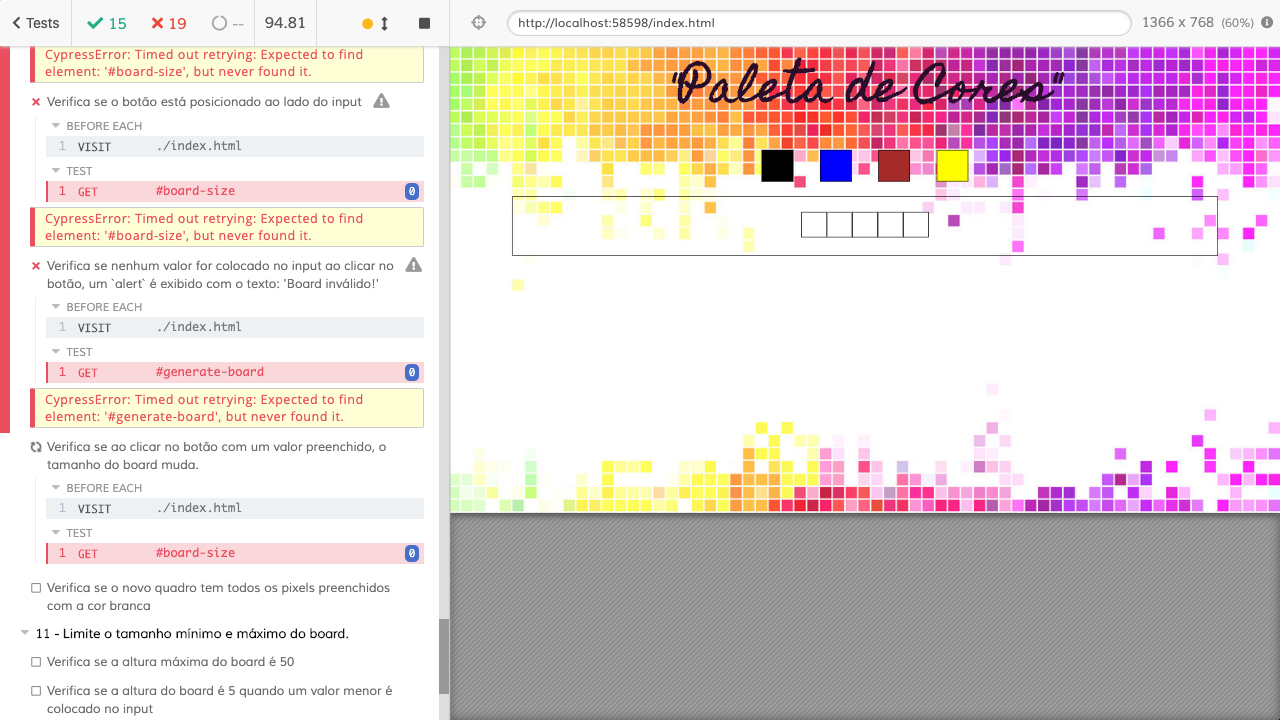 Tests
15
19
--
94.81
http://localhost:58598/index.html
1366 x 768 (60%)
CypressError: Timed out retrying: Expected to find
element: '#board-size', but never found it.
Verifica se o botão está posicionado ao lado do input
BEFORE EACH
1 VISIT ./index.html
TEST
1 GET #board-size 0
CypressError: Timed out retrying: Expected to find
element: '#board-size', but never found it.
Verifica se nenhum valor for colocado no input ao clicar no
botão, um `alert` é exibido com o texto: 'Board inválido!'
BEFORE EACH
1 VISIT ./index.html
TEST
1 GET #generate-board 0
CypressError: Timed out retrying: Expected to find
element: '#generate-board', but never found it.
Verifica se ao clicar no botão com um valor preenchido, o
tamanho do board muda.
BEFORE EACH
1 VISIT ./index.html
TEST
1 GET #board-size 0
Verifica se o novo quadro tem todos os pixels preenchidos
com a cor branca
11 - Limite o tamanho mínimo e máximo do board.
Verifica se a altura máxima do board é 50
Verifica se a altura do board é 5 quando um valor menor é
colocado no input
"Paleta de Cores"